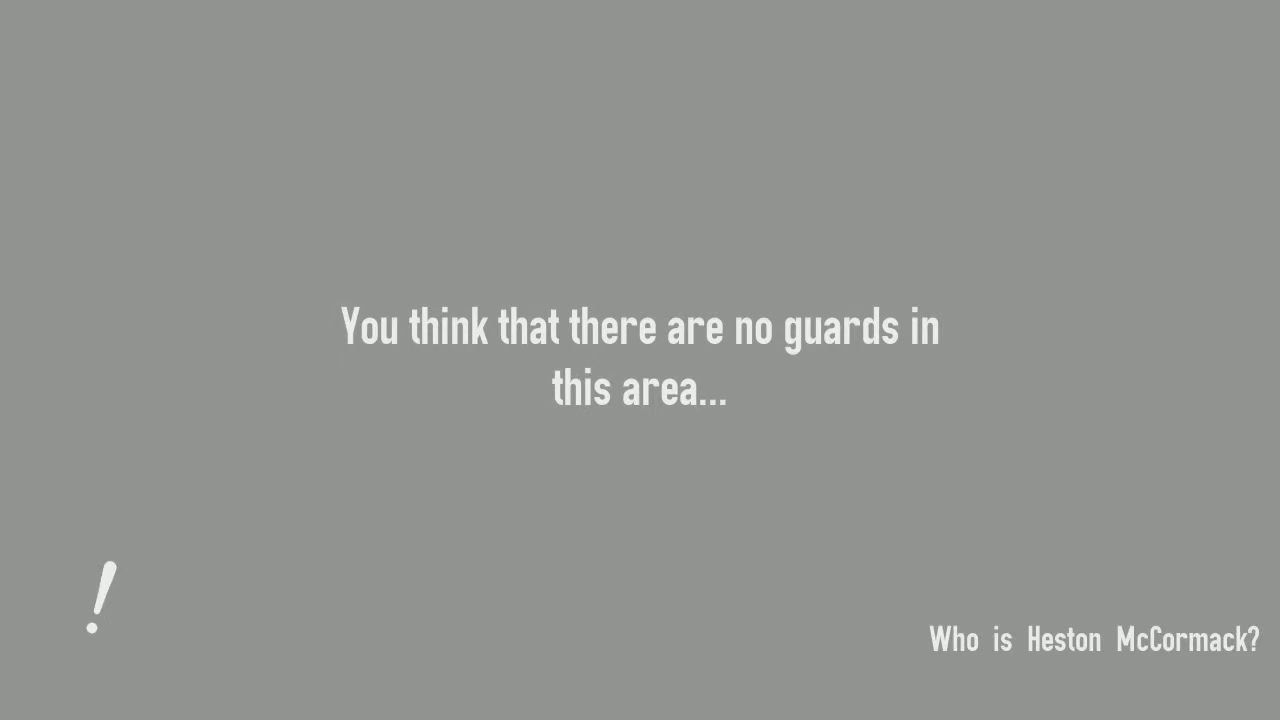 You think that there are no guards in
this area...
!
Who is Heston McCormack?